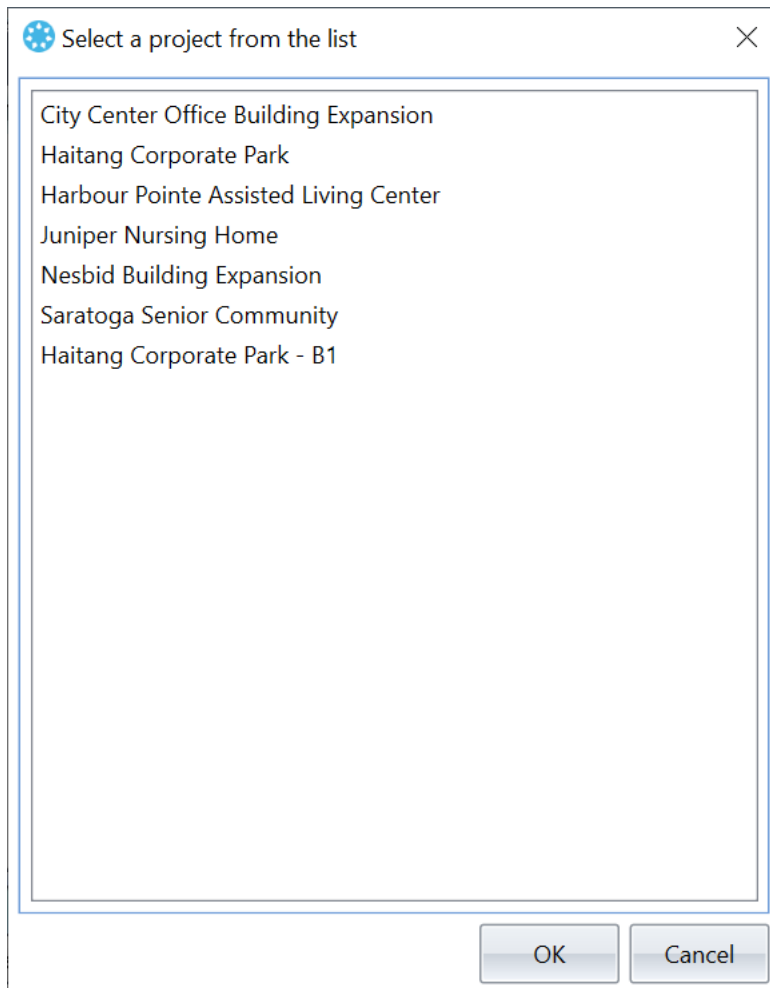 Select a project from the list
City Center Office Building Expansion
Haitang Corporate Park
Harbour Pointe Assisted Living Center
Juniper Nursing Home
Nesbid Building Expansion
Saratoga Senior Community
Haitang Corporate Park - B1
OK
Cancel